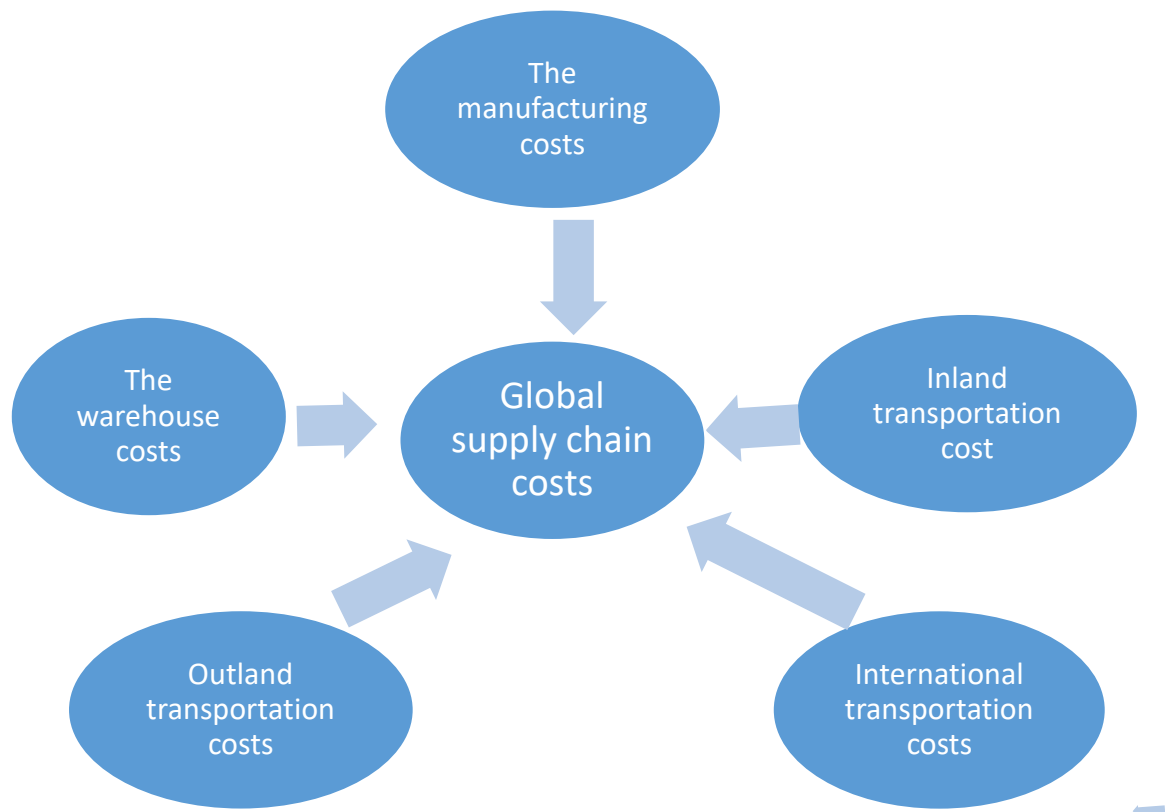 The
manufacturing
costs
The
warehouse
costs
Global
supply chain
costs
Inland
transportation
cost
Outland
transportation
costs
International
transportation
costs